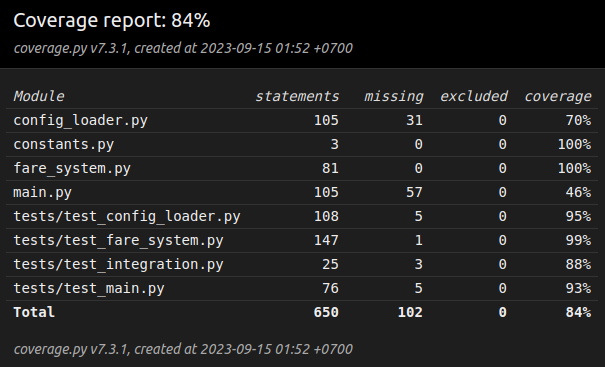 Coverage report: 84%
coverage.py v7.3.1, created at 2023-09-15 01:52 +0700
Module statements missing excluded coverage
config_loader.py 105 31 0 70%
constants.py 3 0 0 100%
fare_system.py 81 0 0 100%
main.py 105 57 0 46%
tests/test_config_loader.py 108 5 0 95%
tests/test_fare_system.py 147 1 0 99%
tests/test_integration.py 25 3 0 88%
tests/test_main.py 76 5 0 93%
Total 650 102 0 84%
coverage.py v7.3.1, created at 2023-09-15 01:52 +0700